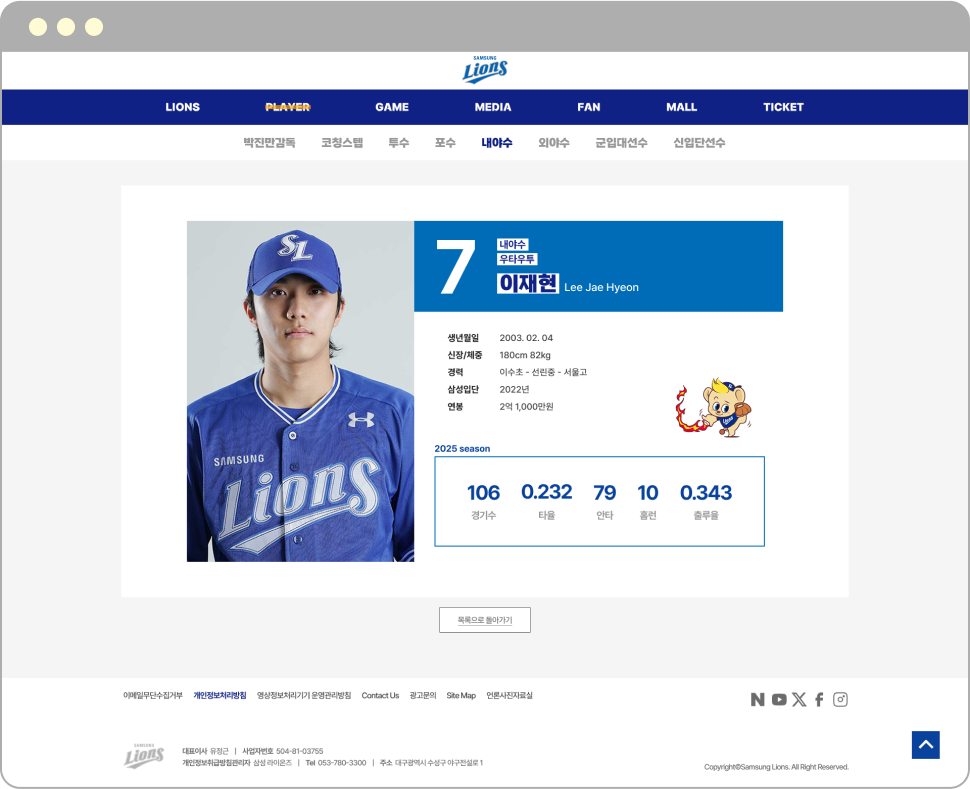 SAMSUNG
Lions
LIONS PLAYER GAME MEDIA FAN MALL TICKET
박진만감독 코칭스텝 투수 포수 내야수 외야수 군입대선수 신입단선수
SL
SAMSUNG
Lions
7
내야수
우타우투
이재현 Lee Jae Hyeon
생년월일 2003. 02. 04
신장/체중 180cm 82kg
경력 이수초 - 선린중 - 서울고
삼성입단 2022년
연봉 2억 1,000만원
Lions
2025 season
106 0.232 79 10 0.343
경기수 타율 안타 홈런 출루율
목록으로 돌아가기
이메일무단수집거부 개인정보처리방침 영상정보처리기기 운영관리방침 Contact Us 광고문의 Site Map 언론사진자료실
SAMSUNG
Lions
대표이사 유정근 | 사업자번호 504-81-03755
개인정보취급방침관리자 삼성 라이온즈 | Tel 053-780-3300 | 주소 대구광역시 수성구 야구전설로 1
Copyright©Samsung Lions. All Right Reserved.